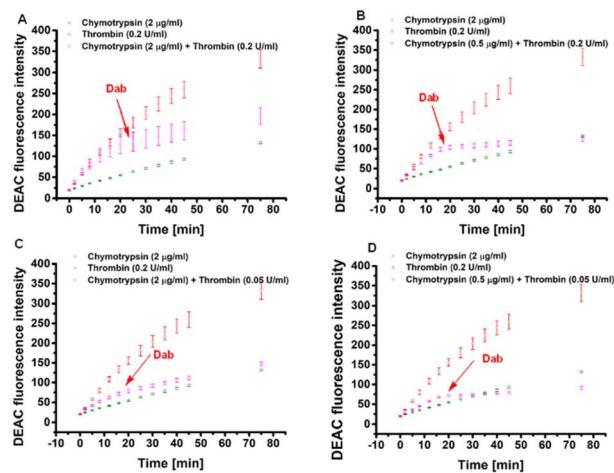 A
Chymotrypsin (2 µg/ml)
Thrombin (0.2 U/ml)
Chymotrypsin (2 µg/ml) + Thrombin (0.2 U/ml)
Dab
DEAC fluorescence intensity
400
350
300
250
200
150
100
50
0
-10 0 10 20 30 40 50 60 70 80
Time [min]
B
Chymotrypsin (2 µg/ml)
Thrombin (0.2 U/ml)
Chymotrypsin (0.5 µg/ml) + Thrombin (0.2 U/ml)
Dab
DEAC fluorescence intensity
400
350
300
250
200
150
100
50
0
-10 0 10 20 30 40 50 60 70 80
Time [min]
C
Chymotrypsin (2 µg/ml)
Thrombin (0.2 U/ml)
Chymotrypsin (2 µg/ml) + Thrombin (0.05 U/ml)
Dab
DEAC fluorescence intensity
400
350
300
250
200
150
100
50
0
-10 0 10 20 30 40 50 60 70 80
Time [min]
D
Chymotrypsin (2 µg/ml)
Thrombin (0.2 U/ml)
Chymotrypsin (0.5 µg/ml) + Thrombin (0.05 U/ml)
Dab
DEAC fluorescence intensity
400
350
300
250
200
150
100
50
0
-10 0 10 20 30 40 50 60 70 80
Time [min]